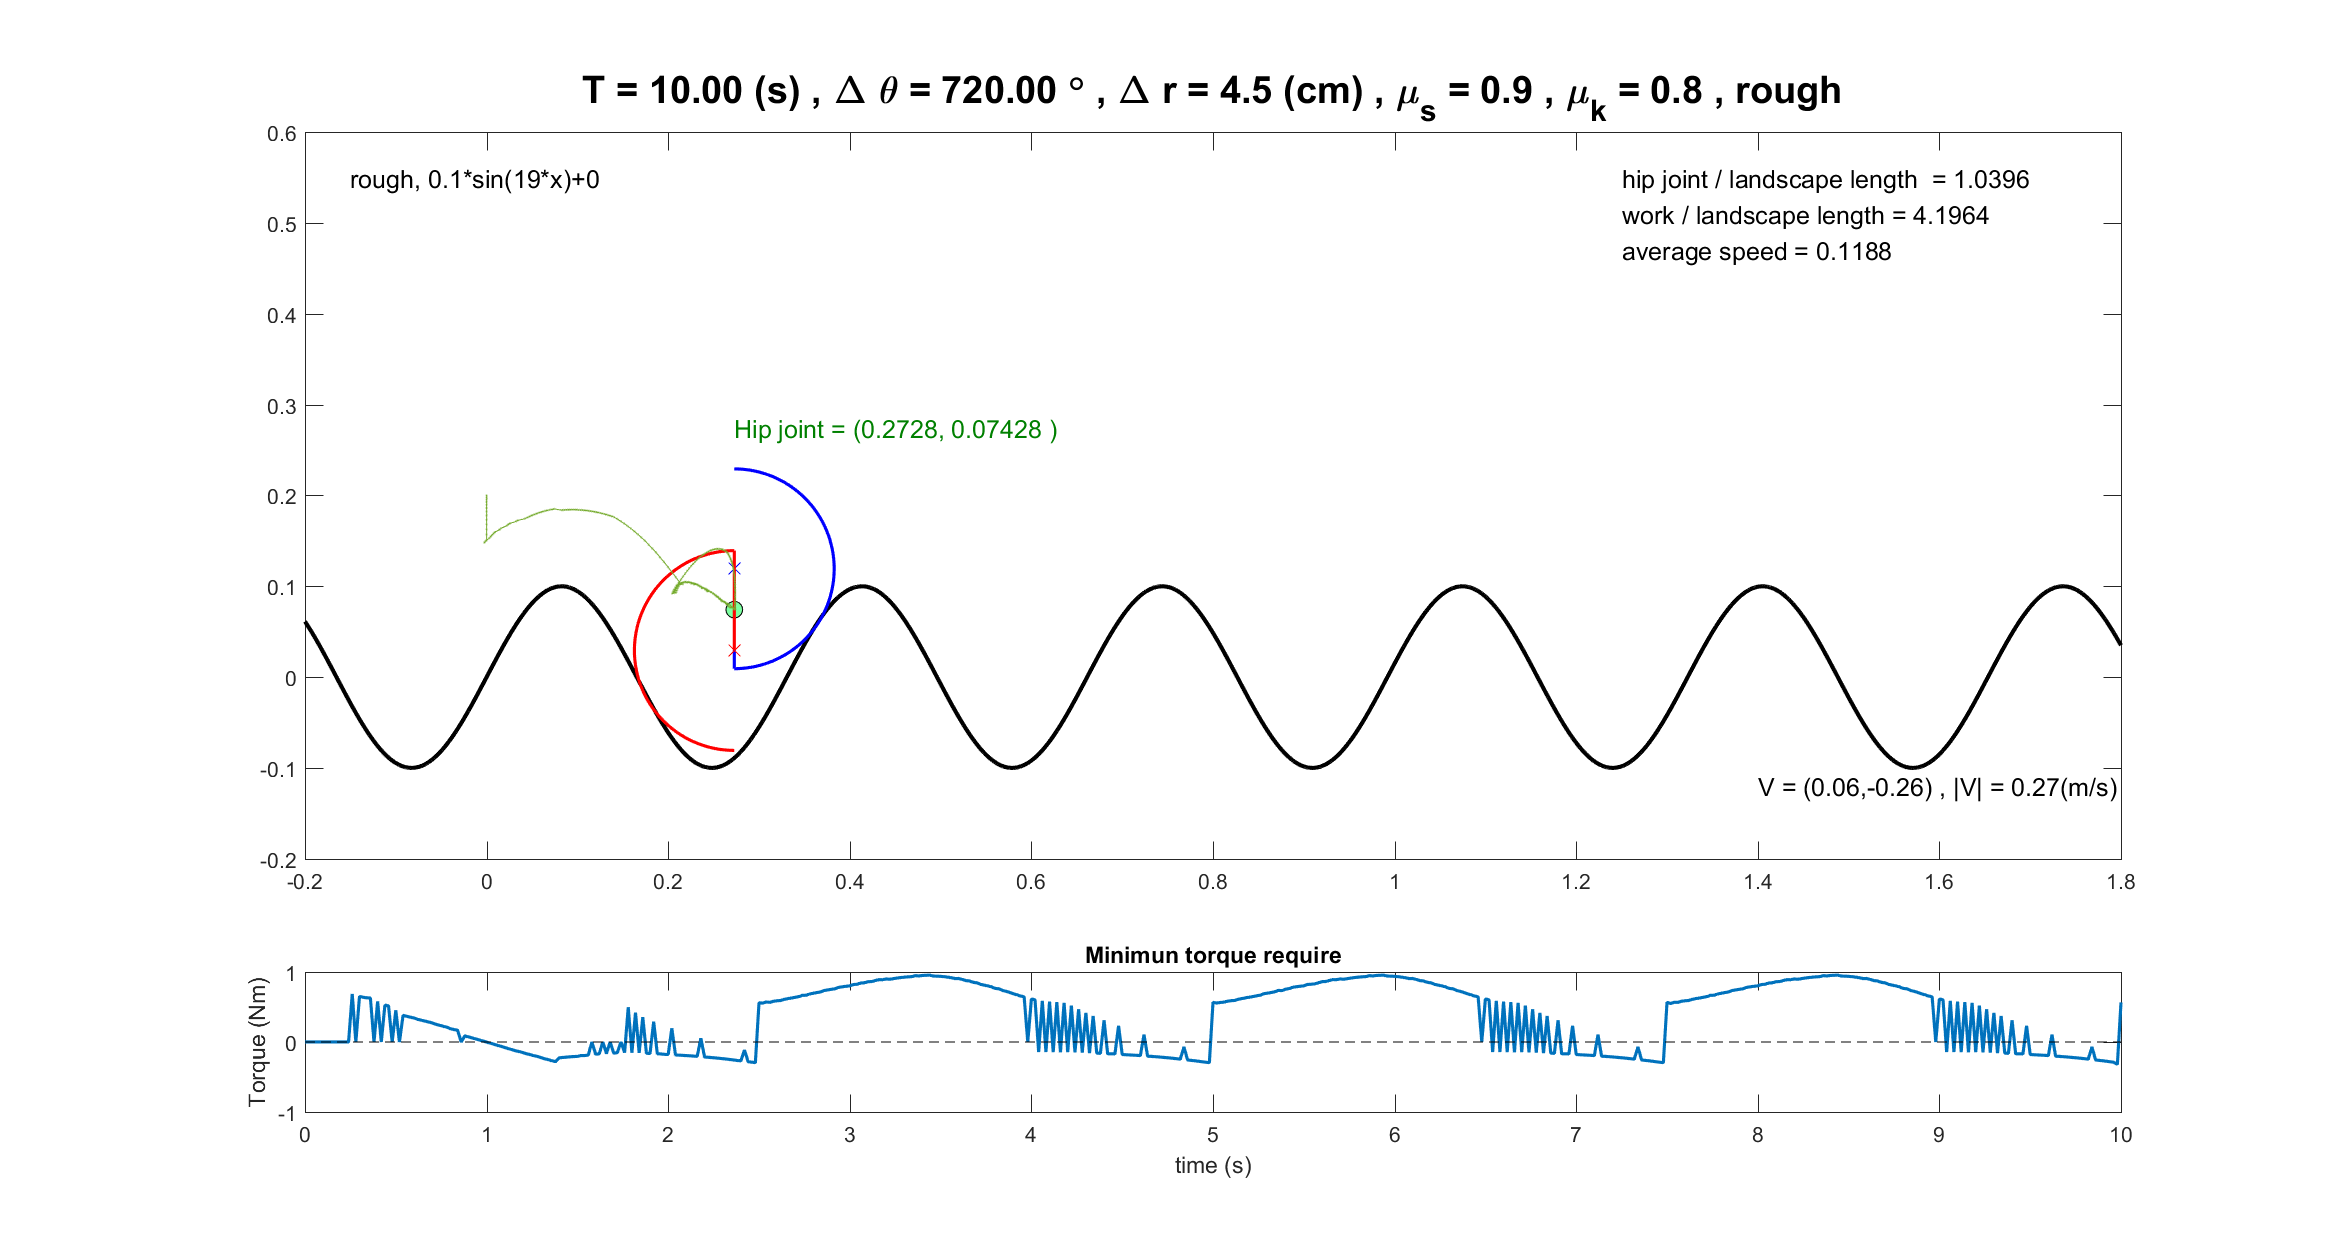 T = 10.00 (s) , Δ θ = 720.00 ° , Δ r = 4.5 (cm) , μs = 0.9 , μk = 0.8 , rough
0.6
rough, 0.1*sin(19*x)+0
hip joint / landscape length = 1.0396
0.5
work / landscape length = 4.1964
average speed = 0.1188
0.4
0.3
Hip joint = (0.2728, 0.07428 )
0.2
0.1
0
-0.1
V = (0.06,-0.26) , |V| = 0.27(m/s)
-0.2
-0.2 0 0.2 0.4 0.6 0.8 1 1.2 1.4 1.6 1.8
Minimun torque require
Torque (Nm)
1
0
-1
0 1 2 3 4 5 6 7 8 9 10
time (s)